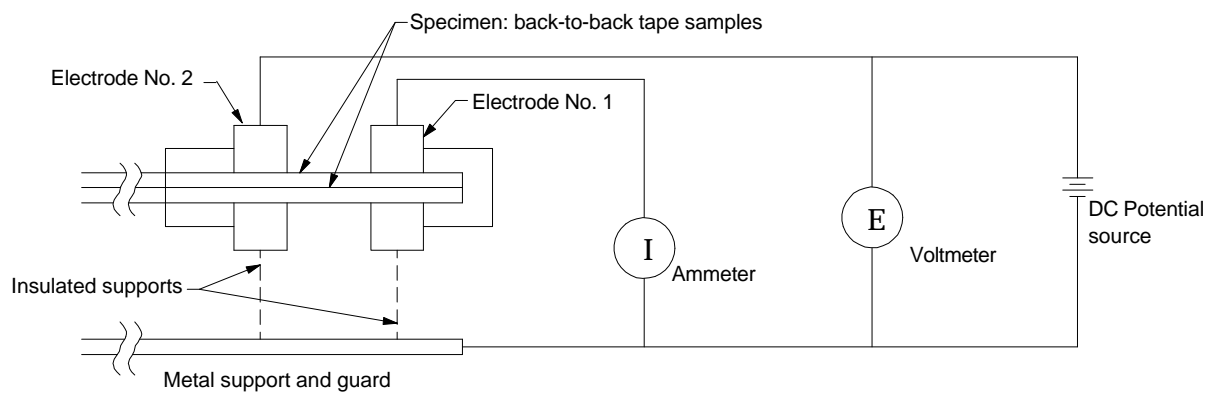 Specimen: back-to-back tape samples
Electrode No. 2
Electrode No. 1
E
DC Potential
source
I
Voltmeter
Ammeter
Insulated supports
Metal support and guard